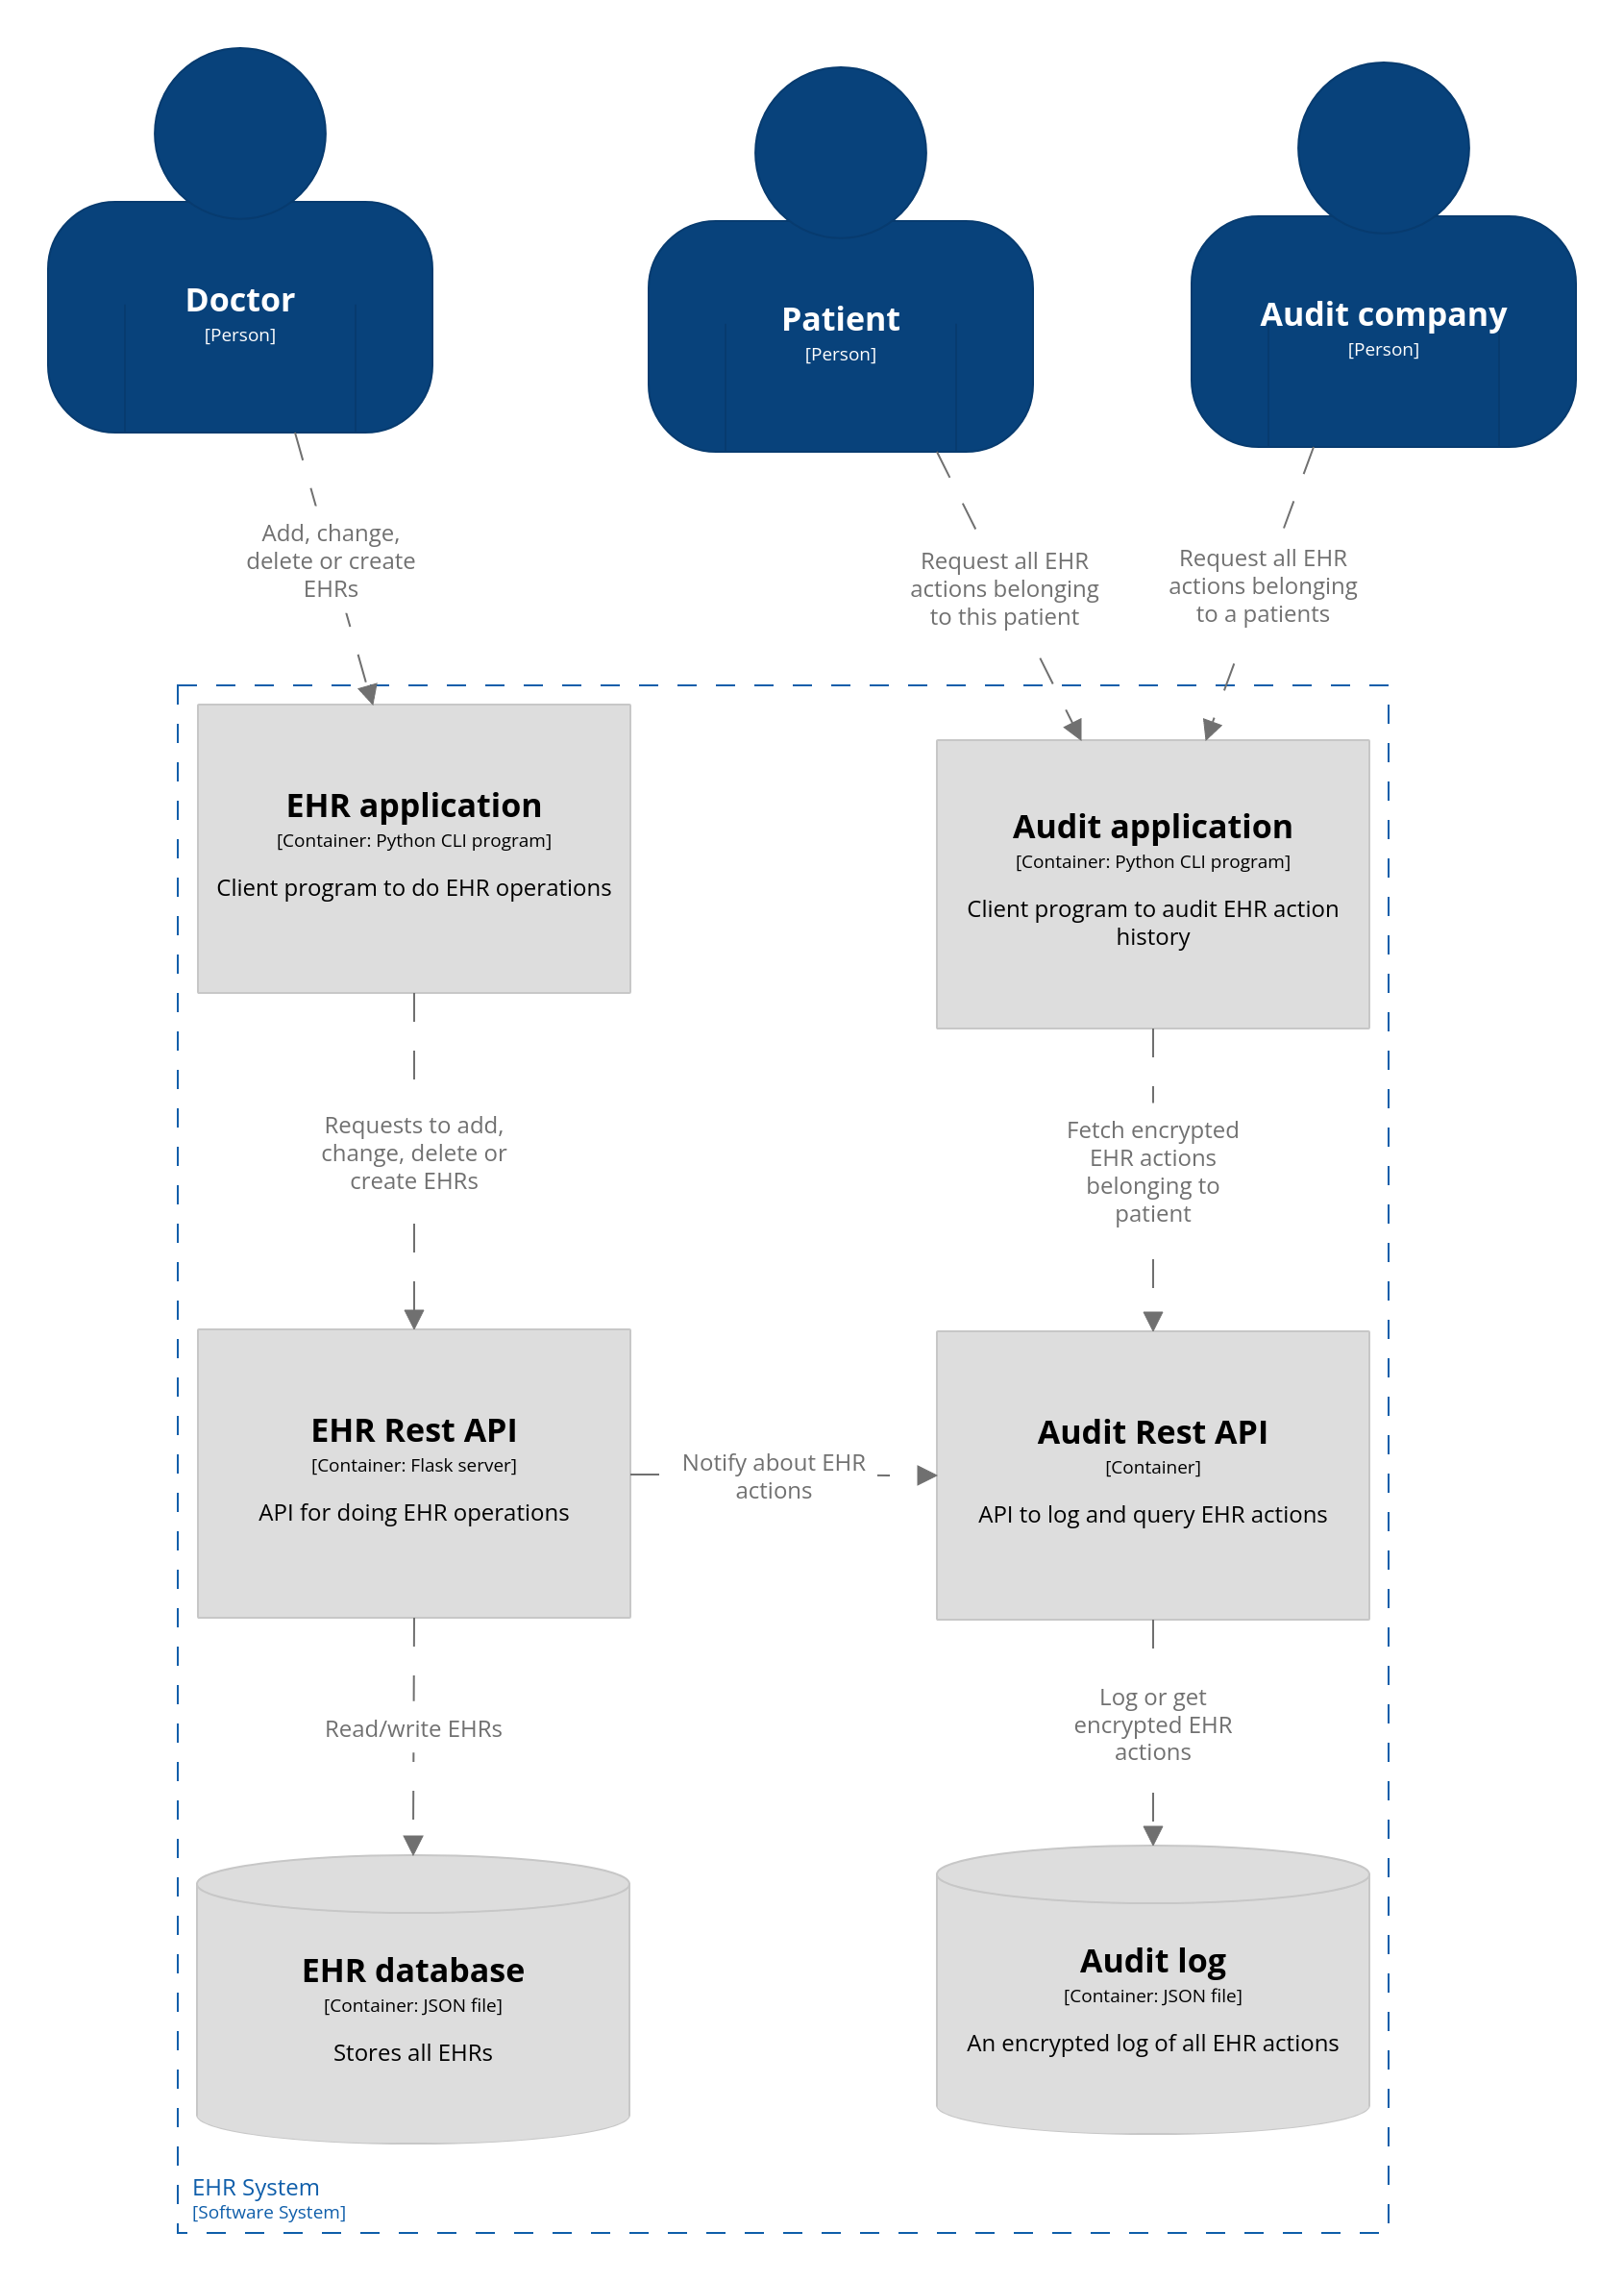 Doctor
[Person]
Patient
[Person]
Audit company
[Person]
Add, change,
delete or create
EHRs
Request all EHR
actions belonging
to this patient
Request all EHR
actions belonging
to a patients
EHR application
[Container: Python CLI program]
Client program to do EHR operations
Audit application
[Container: Python CLI program]
Client program to audit EHR action
history
Requests to add,
change, delete or
create EHRs
Fetch encrypted
EHR actions
belonging to
patient
EHR Rest API
[Container: Flask server]
API for doing EHR operations
Notify about EHR
actions
Audit Rest API
[Container]
API to log and query EHR actions
Read/write EHRs
Log or get
encrypted EHR
actions
EHR database
[Container: JSON file]
Stores all EHRs
Audit log
[Container: JSON file]
An encrypted log of all EHR actions
EHR System
[Software System]